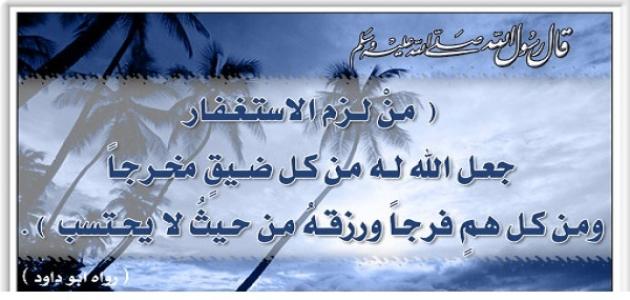 قال رسول الله صلى الله عليه وسلم
( منْ لزم الاستغفار
جعل الله له من كل ضيقٍ مخرجاً
ومن كل همٍ فرجاً ورزقهُ من حيثُ لا يحتسب ) .
( رواه ابو داود )